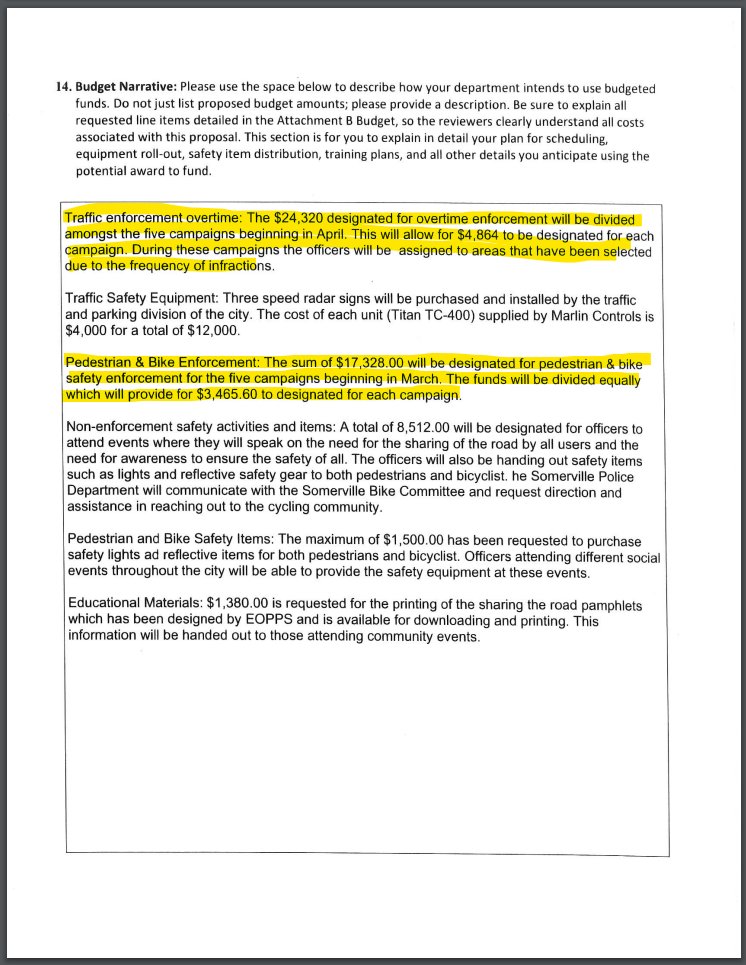 14. Budget Narrative: Please use the space below to describe how your department intends to use budgeted
funds. Do not just list proposed budget amounts; please provide a description. Be sure to explain all
requested line items detailed in the Attachment B Budget, so the reviewers clearly understand all costs
associated with this proposal. This section is for you to explain in detail your plan for scheduling,
equipment roll-out, safety item distribution, training plans, and all other details you anticipate using the
potential award to fund.
Traffic enforcement overtime: The $24,320 designated for overtime enforcement will be divided
amongst the five campaigns beginning in April. This will allow for $4,864 to be designated for each
campaign. During these campaigns the officers will be assigned to areas that have been selected
due to the frequency of infractions.
Traffic Safety Equipment: Three speed radar signs will be purchased and installed by the traffic
and parking division of the city. The cost of each unit (Titan TC-400) supplied by Marlin Controls is
$4,000 for a total of $12,000.
Pedestrian & Bike Enforcement: The sum of $17,328.00 will be designated for pedestrian & bike
safety enforcement for the five campaigns beginning in March. The funds will be divided equally
which will provide for $3,465.60 to designated for each campaign.
Non-enforcement safety activities and items: A total of 8,512.00 will be designated for officers to
attend events where they will speak on the need for the sharing of the road by all users and the
need for awareness to ensure the safety of all. The officers will also be handing out safety items
such as lights and reflective safety gear to both pedestrians and bicyclist. he Somerville Police
Department will communicate with the Somerville Bike Committee and request direction and
assistance in reaching out to the cycling community.
Pedestrian and Bike Safety Items: The maximum of $1,500.00 has been requested to purchase
safety lights ad reflective items for both pedestrians and bicyclist. Officers attending different social
events throughout the city will be able to provide the safety equipment at these events.
Educational Materials: $1,380.00 is requested for the printing of the sharing the road pamphlets
which has been designed by EOPPS and is available for downloading and printing. This
information will be handed out to those attending community events.